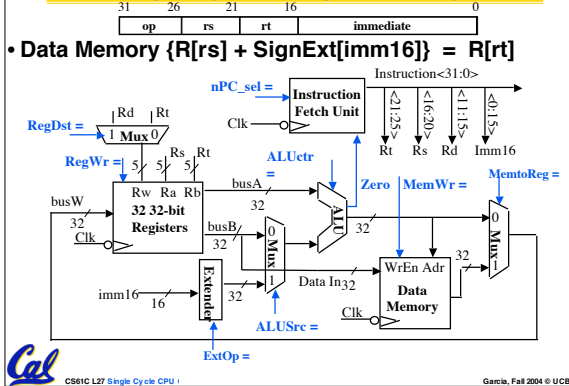 31 26 21 16 0
op rs rt immediate
• Data Memory {R[rs] + SignExt[imm16]} = R[rt]
Instruction<31:0>
nPC_sel =
Instruction
Fetch Unit
Clk
<21:25>
<16:20>
<11:15>
<0:15>
Rt Rs Rd Imm16
Rd Rt
RegDst =
1 Mux 0
RegWr =
5 5 Rs 5 Rt
ALUctr
=
Zero
MemWr =
MemtoReg =
Rw Ra Rb
busA
32
busW
32
32 32-bit
Registers
busB
32
Clk
ALU
32
0
Mux
1
0
Mux
1
WrEn Adr
32
Data In 32
Data
Memory
Clk
imm16
16
Extender
32
ALUSrc =
ExtOp =
Cal
CS61C L27 Single Cycle CPU I
Garcia, Fall 2004 © UCB